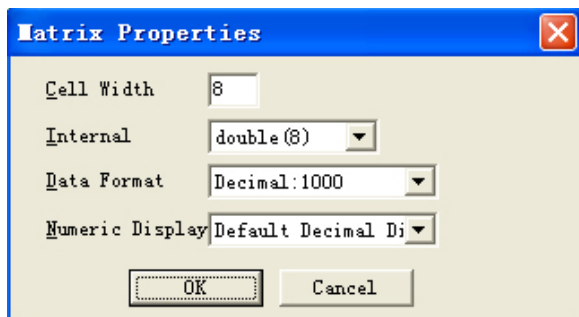 Matrix Properties
Cell Width 8
Internal double(8)
Data Format Decimal:1000
Numeric Display Default Decimal Di
OK Cancel